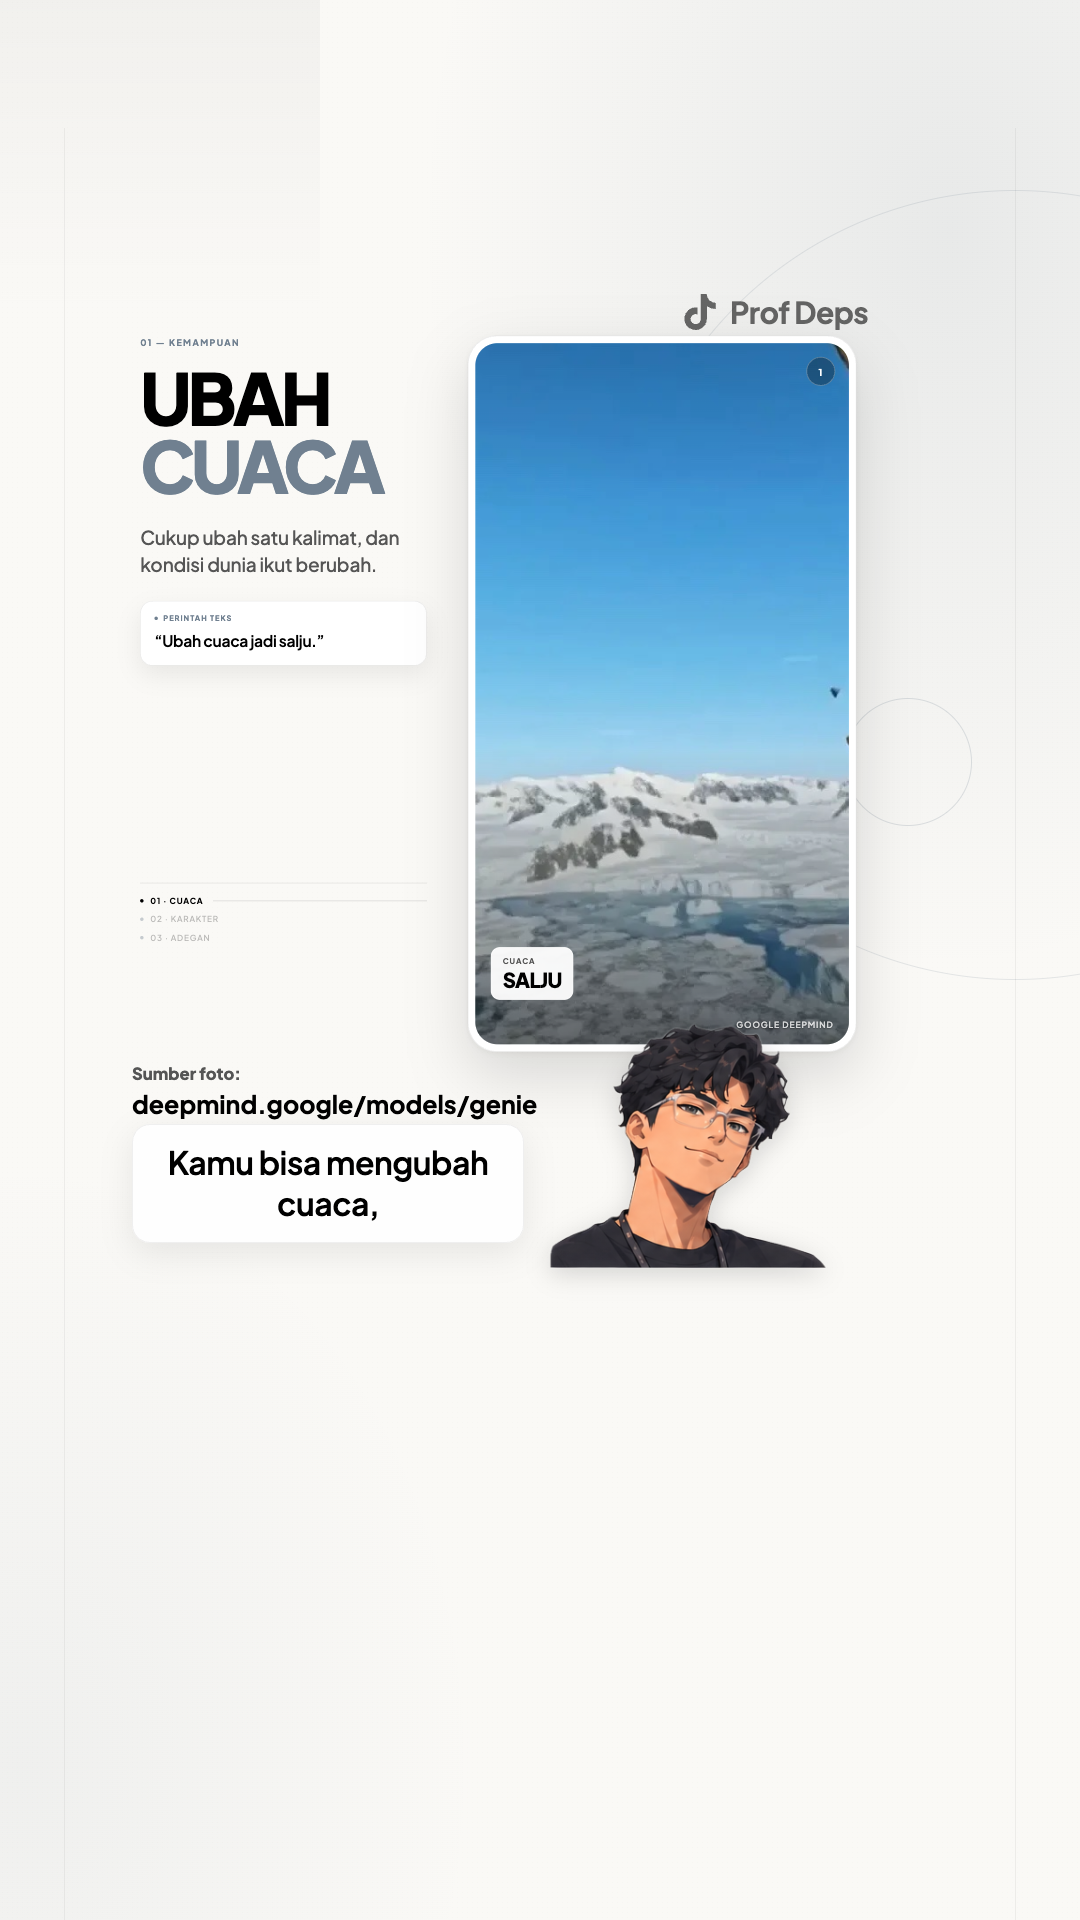 Prof Deps
01 — KEMAMPUAN
UBAH
CUACA
Cukup ubah satu kalimat, dan
kondisi dunia ikut berubah.
• PERINTAH TEKS
“Ubah cuaca jadi salju.”
1
• 01 · CUACA
• 02 · KARAKTER
• 03 · ADEGAN
CUACA
SALJU
GOOGLE DEEPMIND
Sumber foto:
deepmind.google/models/genie
Kamu bisa mengubah
cuaca,